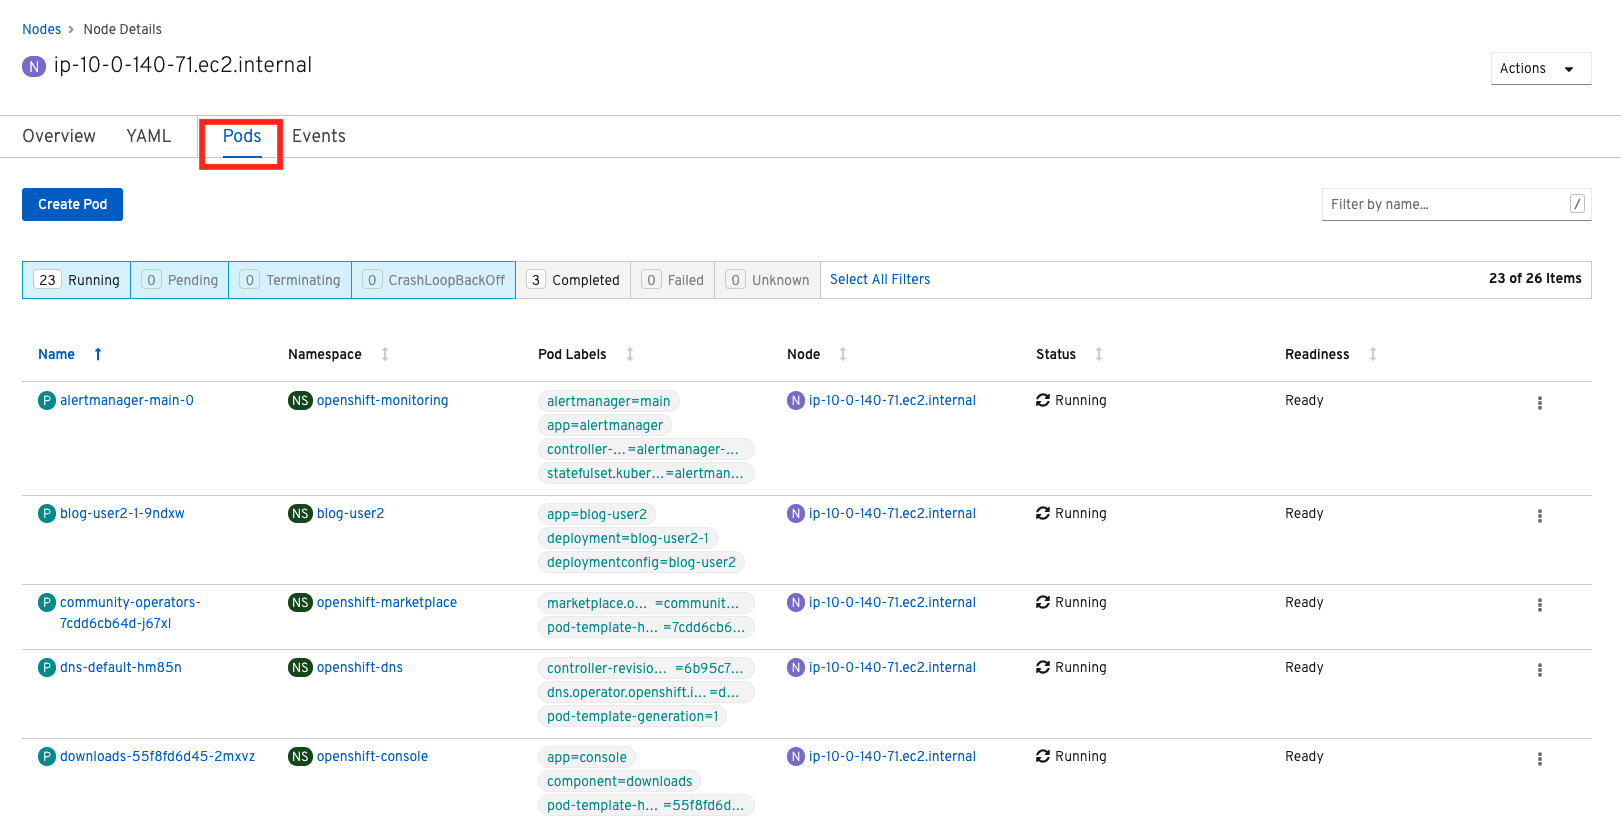 Nodes > Node Details
N ip-10-0-140-71.ec2.internal
Actions
Overview YAML Pods Events
Create Pod
Filter by name... /
23 Running 0 Pending 0 Terminating 0 CrashLoopBackOff 3 Completed 0 Failed 0 Unknown Select All Filters 23 of 26 Items
Name Namespace Pod Labels Node Status Readiness
P alertmanager-main-0 NS openshift-monitoring alertmanager=main N ip-10-0-140-71.ec2.internal Running Ready
app=alertmanager
controller-... =alertmanager-...
statefulset.kuber... =alertman...
P blog-user2-1-9ndxw NS blog-user2 app=blog-user2 N ip-10-0-140-71.ec2.internal Running Ready
deployment=blog-user2-1
deploymentconfig=blog-user2
P community-operators- NS openshift-marketplace marketplace.o... =communit... N ip-10-0-140-71.ec2.internal Running Ready
7cdd6cb64d-j67xl pod-template-h... =7cdd6cb6...
P dns-default-hm85n NS openshift-dns controller-revisio... =6b95c7... N ip-10-0-140-71.ec2.internal Running Ready
dns.operator.openshift.i... =d...
pod-template-generation=1
P downloads-55f8fd6d45-2mxvz NS openshift-console app=console N ip-10-0-140-71.ec2.internal Running Ready
component=downloads
pod-template-h... =55f8fd6d...